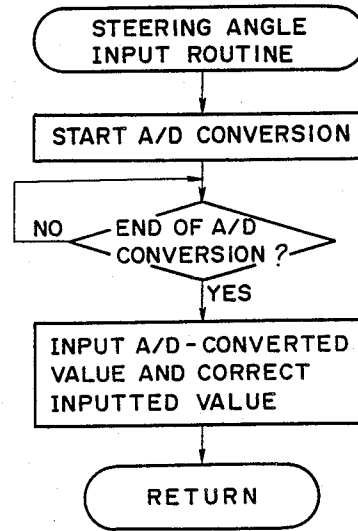 STEERING ANGLE
INPUT ROUTINE
START A/D CONVERSION
NO
END OF A/D
CONVERSION ?
YES
INPUT A/D-CONVERTED
VALUE AND CORRECT
INPUTTED VALUE
RETURN